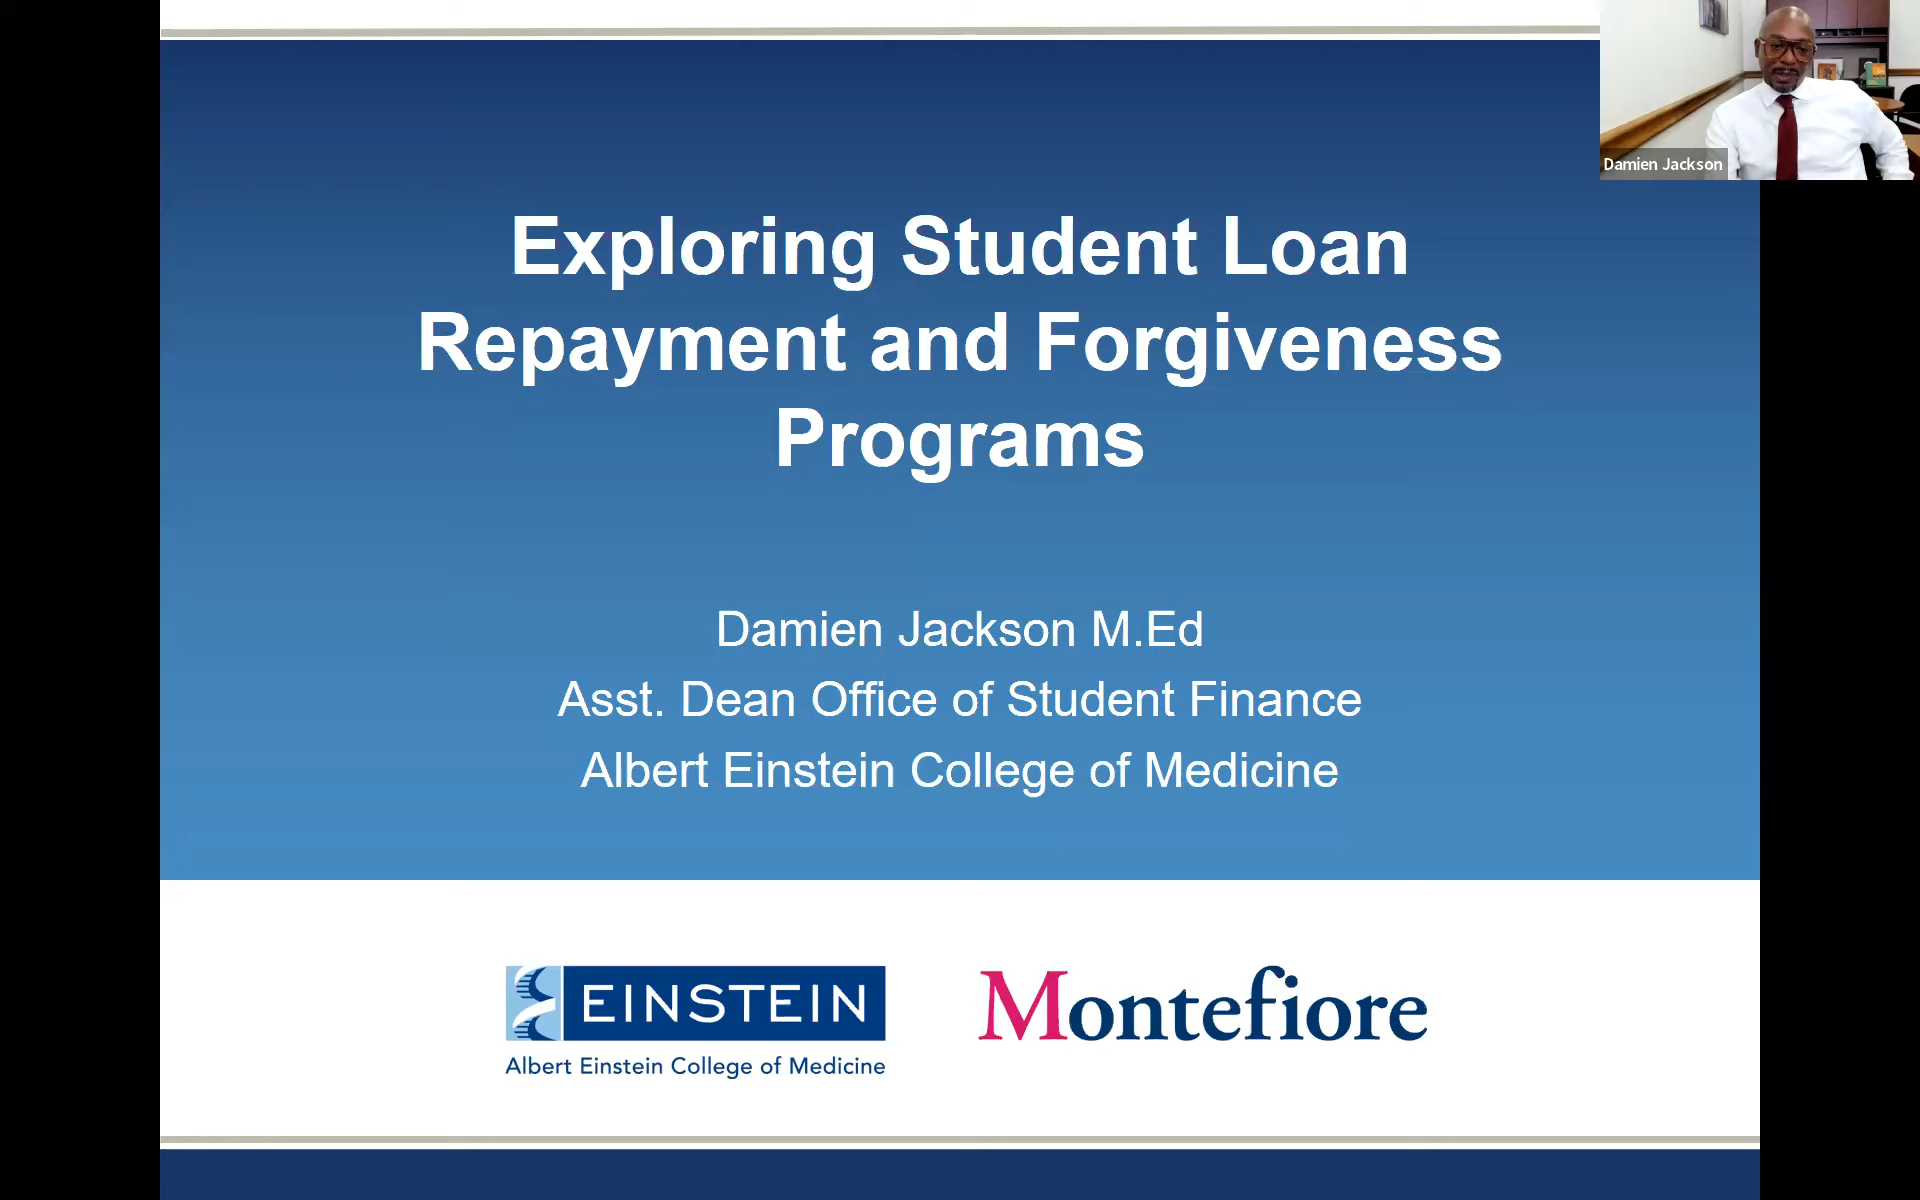 Exploring Student Loan
Repayment and Forgiveness
Programs
Damien Jackson M.Ed
Asst. Dean Office of Student Finance
Albert Einstein College of Medicine
EINSTEIN
Albert Einstein College of Medicine
Montefiore
Damien Jackson